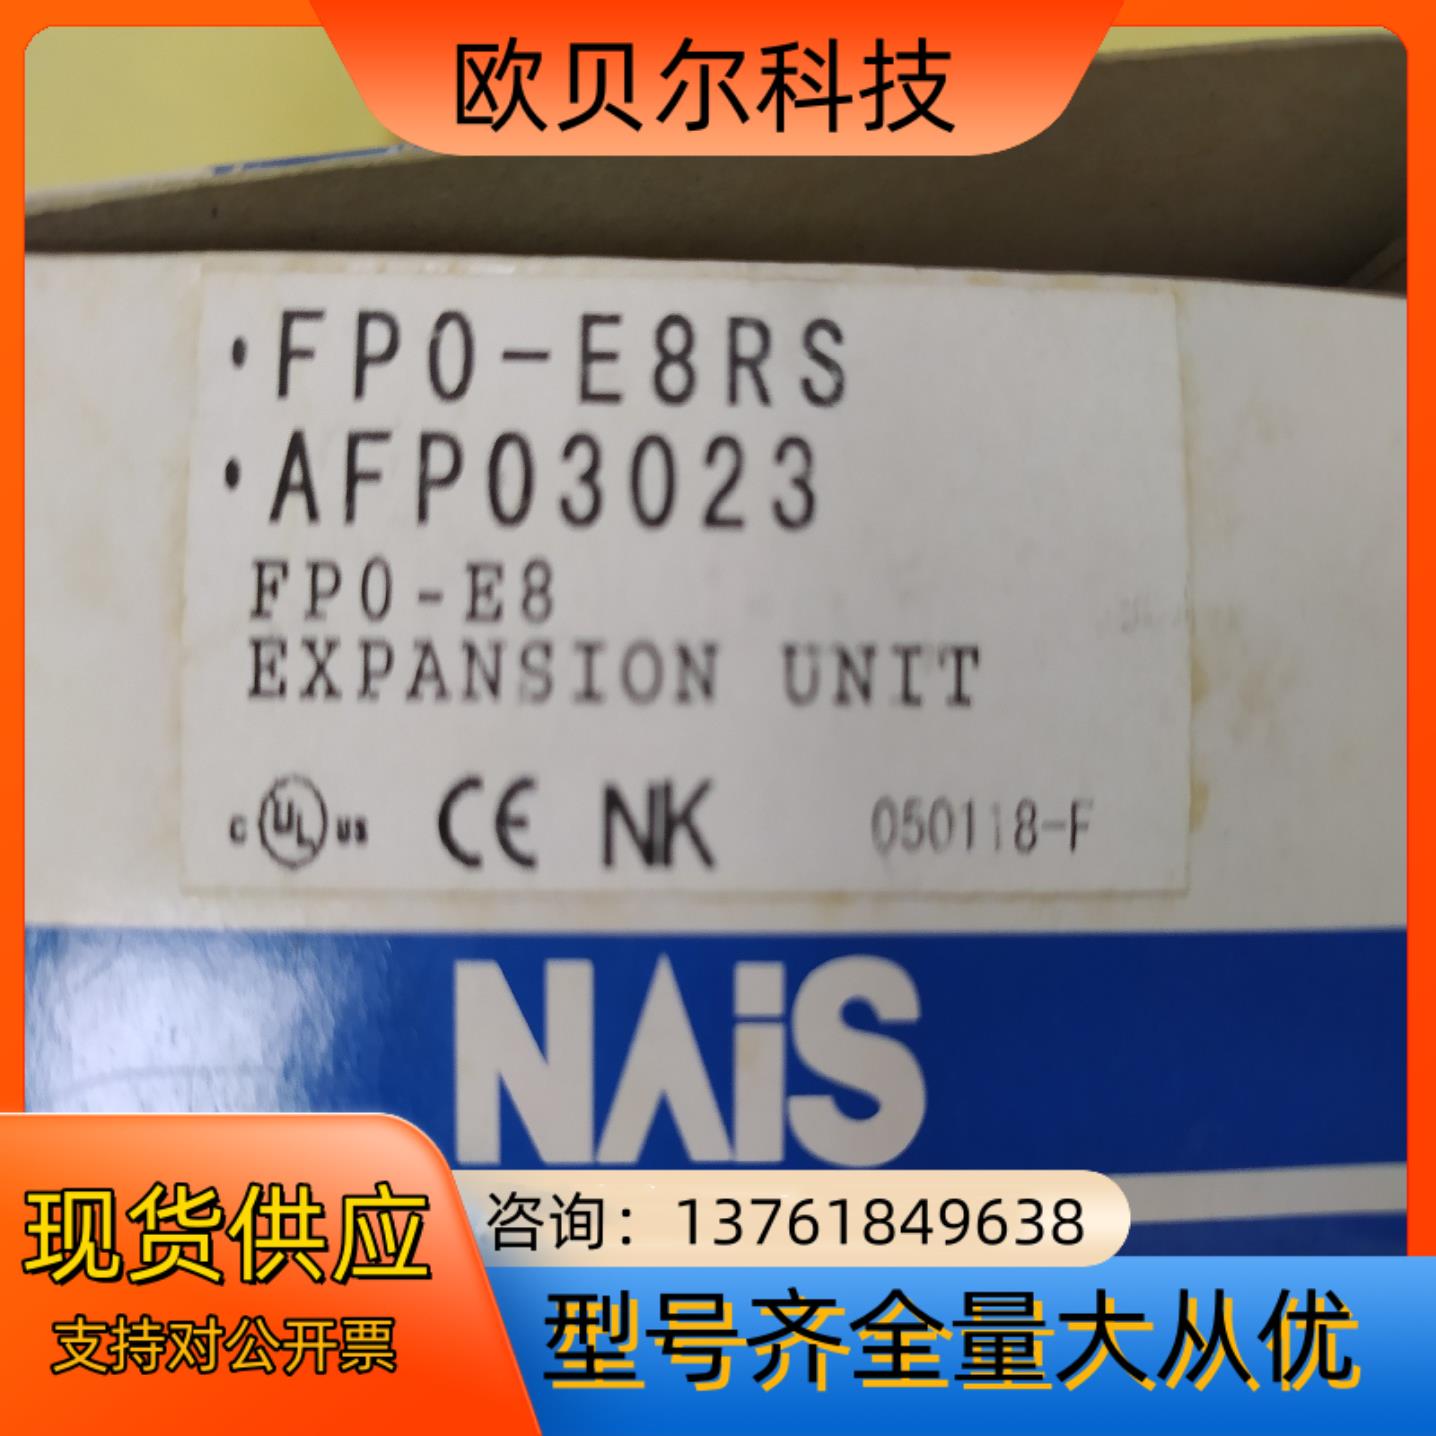 欧贝尔科技
·FP0-E8RS
·AFP03023
FP0-E8
EXPANSION UNIT
C UL US CE NK 050118-F
NAiS
现货供应
咨询：13761849638
支持对公开票
型号齐全量大从优